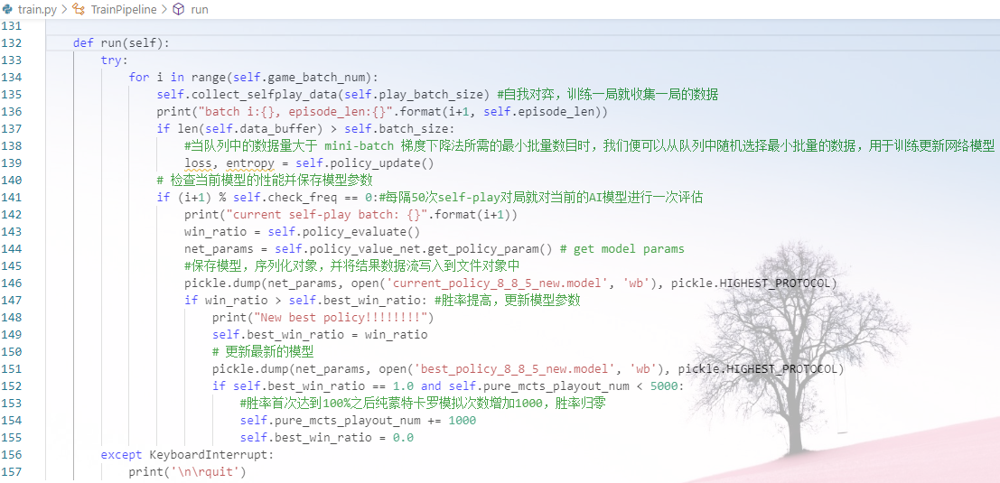 train.py > TrainPipeline > run
131
132 def run(self):
133 try:
134 for i in range(self.game_batch_num):
135 self.collect_selfplay_data(self.play_batch_size) #自我对弈，训练一局就收集一局的数据
136 print("batch i:{}, episode_len:{}".format(i+1, self.episode_len))
137 if len(self.data_buffer) > self.batch_size:
138 #当队列中的数据量大于 mini-batch 梯度下降法所需的最小批量数目时，我们便可以从队列中随机选择最小批量的数据，用于训练更新网络模型
139 loss, entropy = self.policy_update()
140 # 检查当前模型的性能并保存模型参数
141 if (i+1) % self.check_freq == 0:#每隔50次self-play对局就对当前的AI模型进行一次评估
142 print("current self-play batch: {}".format(i+1))
143 win_ratio = self.policy_evaluate()
144 net_params = self.policy_value_net.get_policy_param() # get model params
145 #保存模型，序列化对象，并将结果数据流写入到文件对象中
146 pickle.dump(net_params, open('current_policy_8_8_5_new.model', 'wb'), pickle.HIGHEST_PROTOCOL)
147 if win_ratio > self.best_win_ratio: #胜率提高，更新模型参数
148 print("New best policy!!!!!!!!")
149 self.best_win_ratio = win_ratio
150 # 更新最新的模型
151 pickle.dump(net_params, open('best_policy_8_8_5_new.model', 'wb'), pickle.HIGHEST_PROTOCOL)
152 if self.best_win_ratio == 1.0 and self.pure_mcts_playout_num < 5000:
153 #胜率首次达到100%之后纯蒙特卡罗模拟次数增加1000，胜率归零
154 self.pure_mcts_playout_num += 1000
155 self.best_win_ratio = 0.0
156 except KeyboardInterrupt:
157 print('\n\rquit')